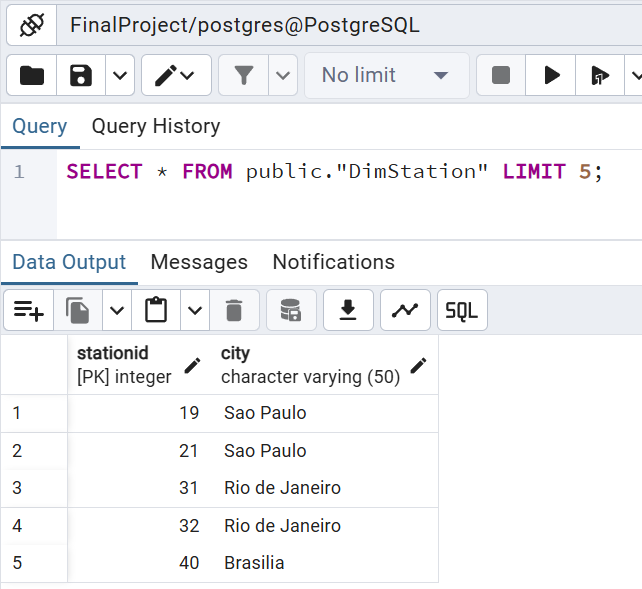 FinalProject/postgres@PostgreSQL
No limit
Query Query History
1 SELECT * FROM public."DimStation" LIMIT 5;
Data Output Messages Notifications
SQL
stationid city
[PK] integer character varying (50)
1 19 Sao Paulo
2 21 Sao Paulo
3 31 Rio de Janeiro
4 32 Rio de Janeiro
5 40 Brasilia